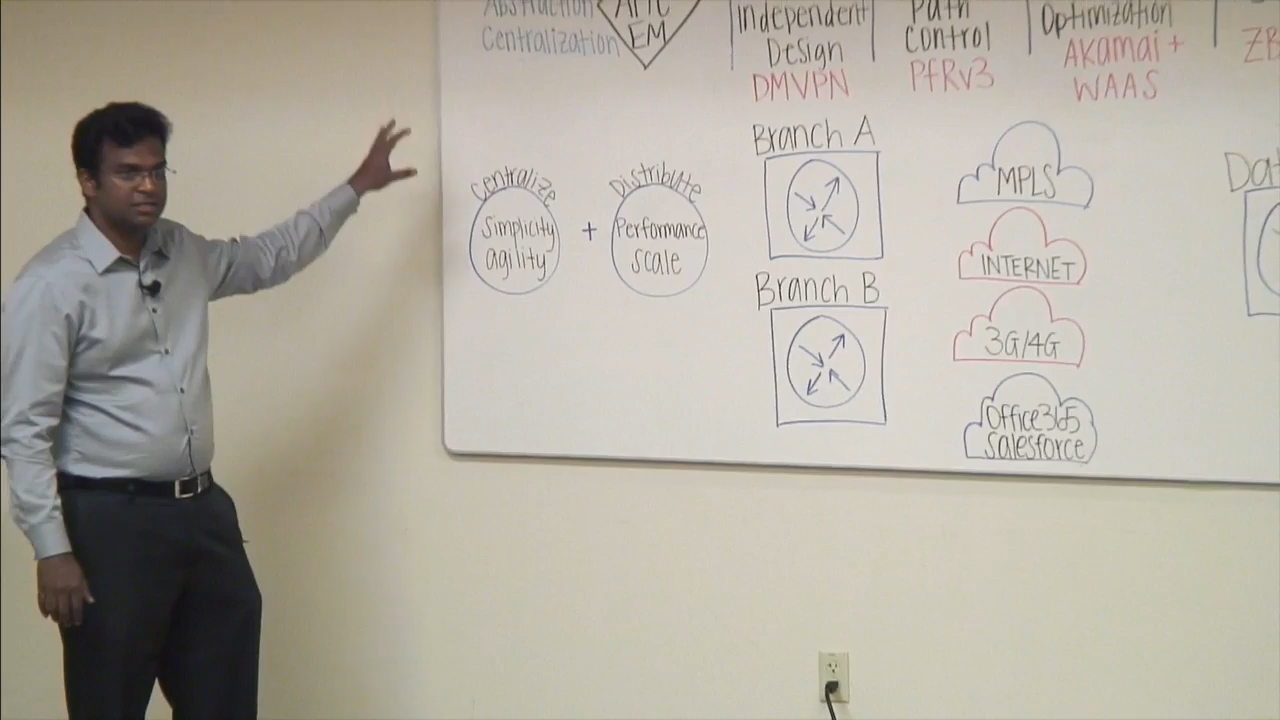 Abstraction
Centralization
EM
Independent
Design
DMVPN
Path
Control
PfRv3
Optimization
Akamai +
WAAS
Centralize
Simplicity
agility
+
Distribute
Performance
scale
Branch A
Branch B
MPLS
INTERNET
3G/4G
Office365
Salesforce